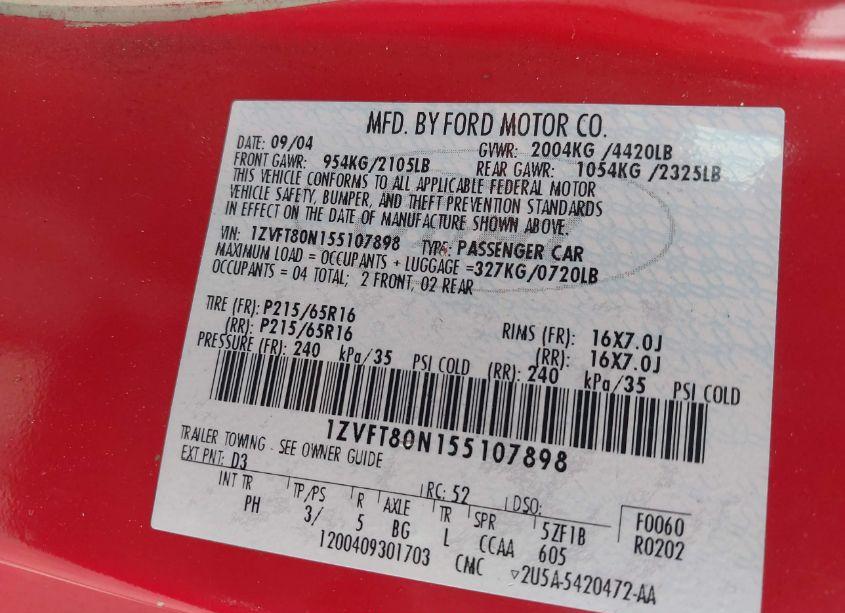 MFD. BY FORD MOTOR CO.
DATE: 09/04 GVWR: 2004KG /4420LB
FRONT GAWR: 954KG/2105LB REAR GAWR: 1054KG /2325LB
THIS VEHICLE CONFORMS TO ALL APPLICABLE FEDERAL MOTOR
VEHICLE SAFETY, BUMPER, AND THEFT PREVENTION STANDARDS
IN EFFECT ON THE DATE OF MANUFACTURE SHOWN ABOVE.
VIN: 1ZVFT80N155107898 TYPE: PASSENGER CAR
MAXIMUM LOAD = OCCUPANTS + LUGGAGE =327KG/0720LB
OCCUPANTS = 04 TOTAL; 2 FRONT, 02 REAR
TIRE (FR): P215/65R16 RIMS (FR): 16X7.0J
(RR): P215/65R16 (RR): 16X7.0J
PRESSURE (FR): 240 kPa/35 PSI COLD (RR): 240 kPa/35 PSI COLD
1ZVFT80N155107898
TRAILER TOWING - SEE OWNER GUIDE
EXT PNT: D3 RC: 52 DSO:
INT TR TP/PS R AXLE TR SPR 5ZF1B F0060
PH 3/ 5 BG L CCAA 605 R0202
1200409301703 CMC 2U5A-5420472-AA